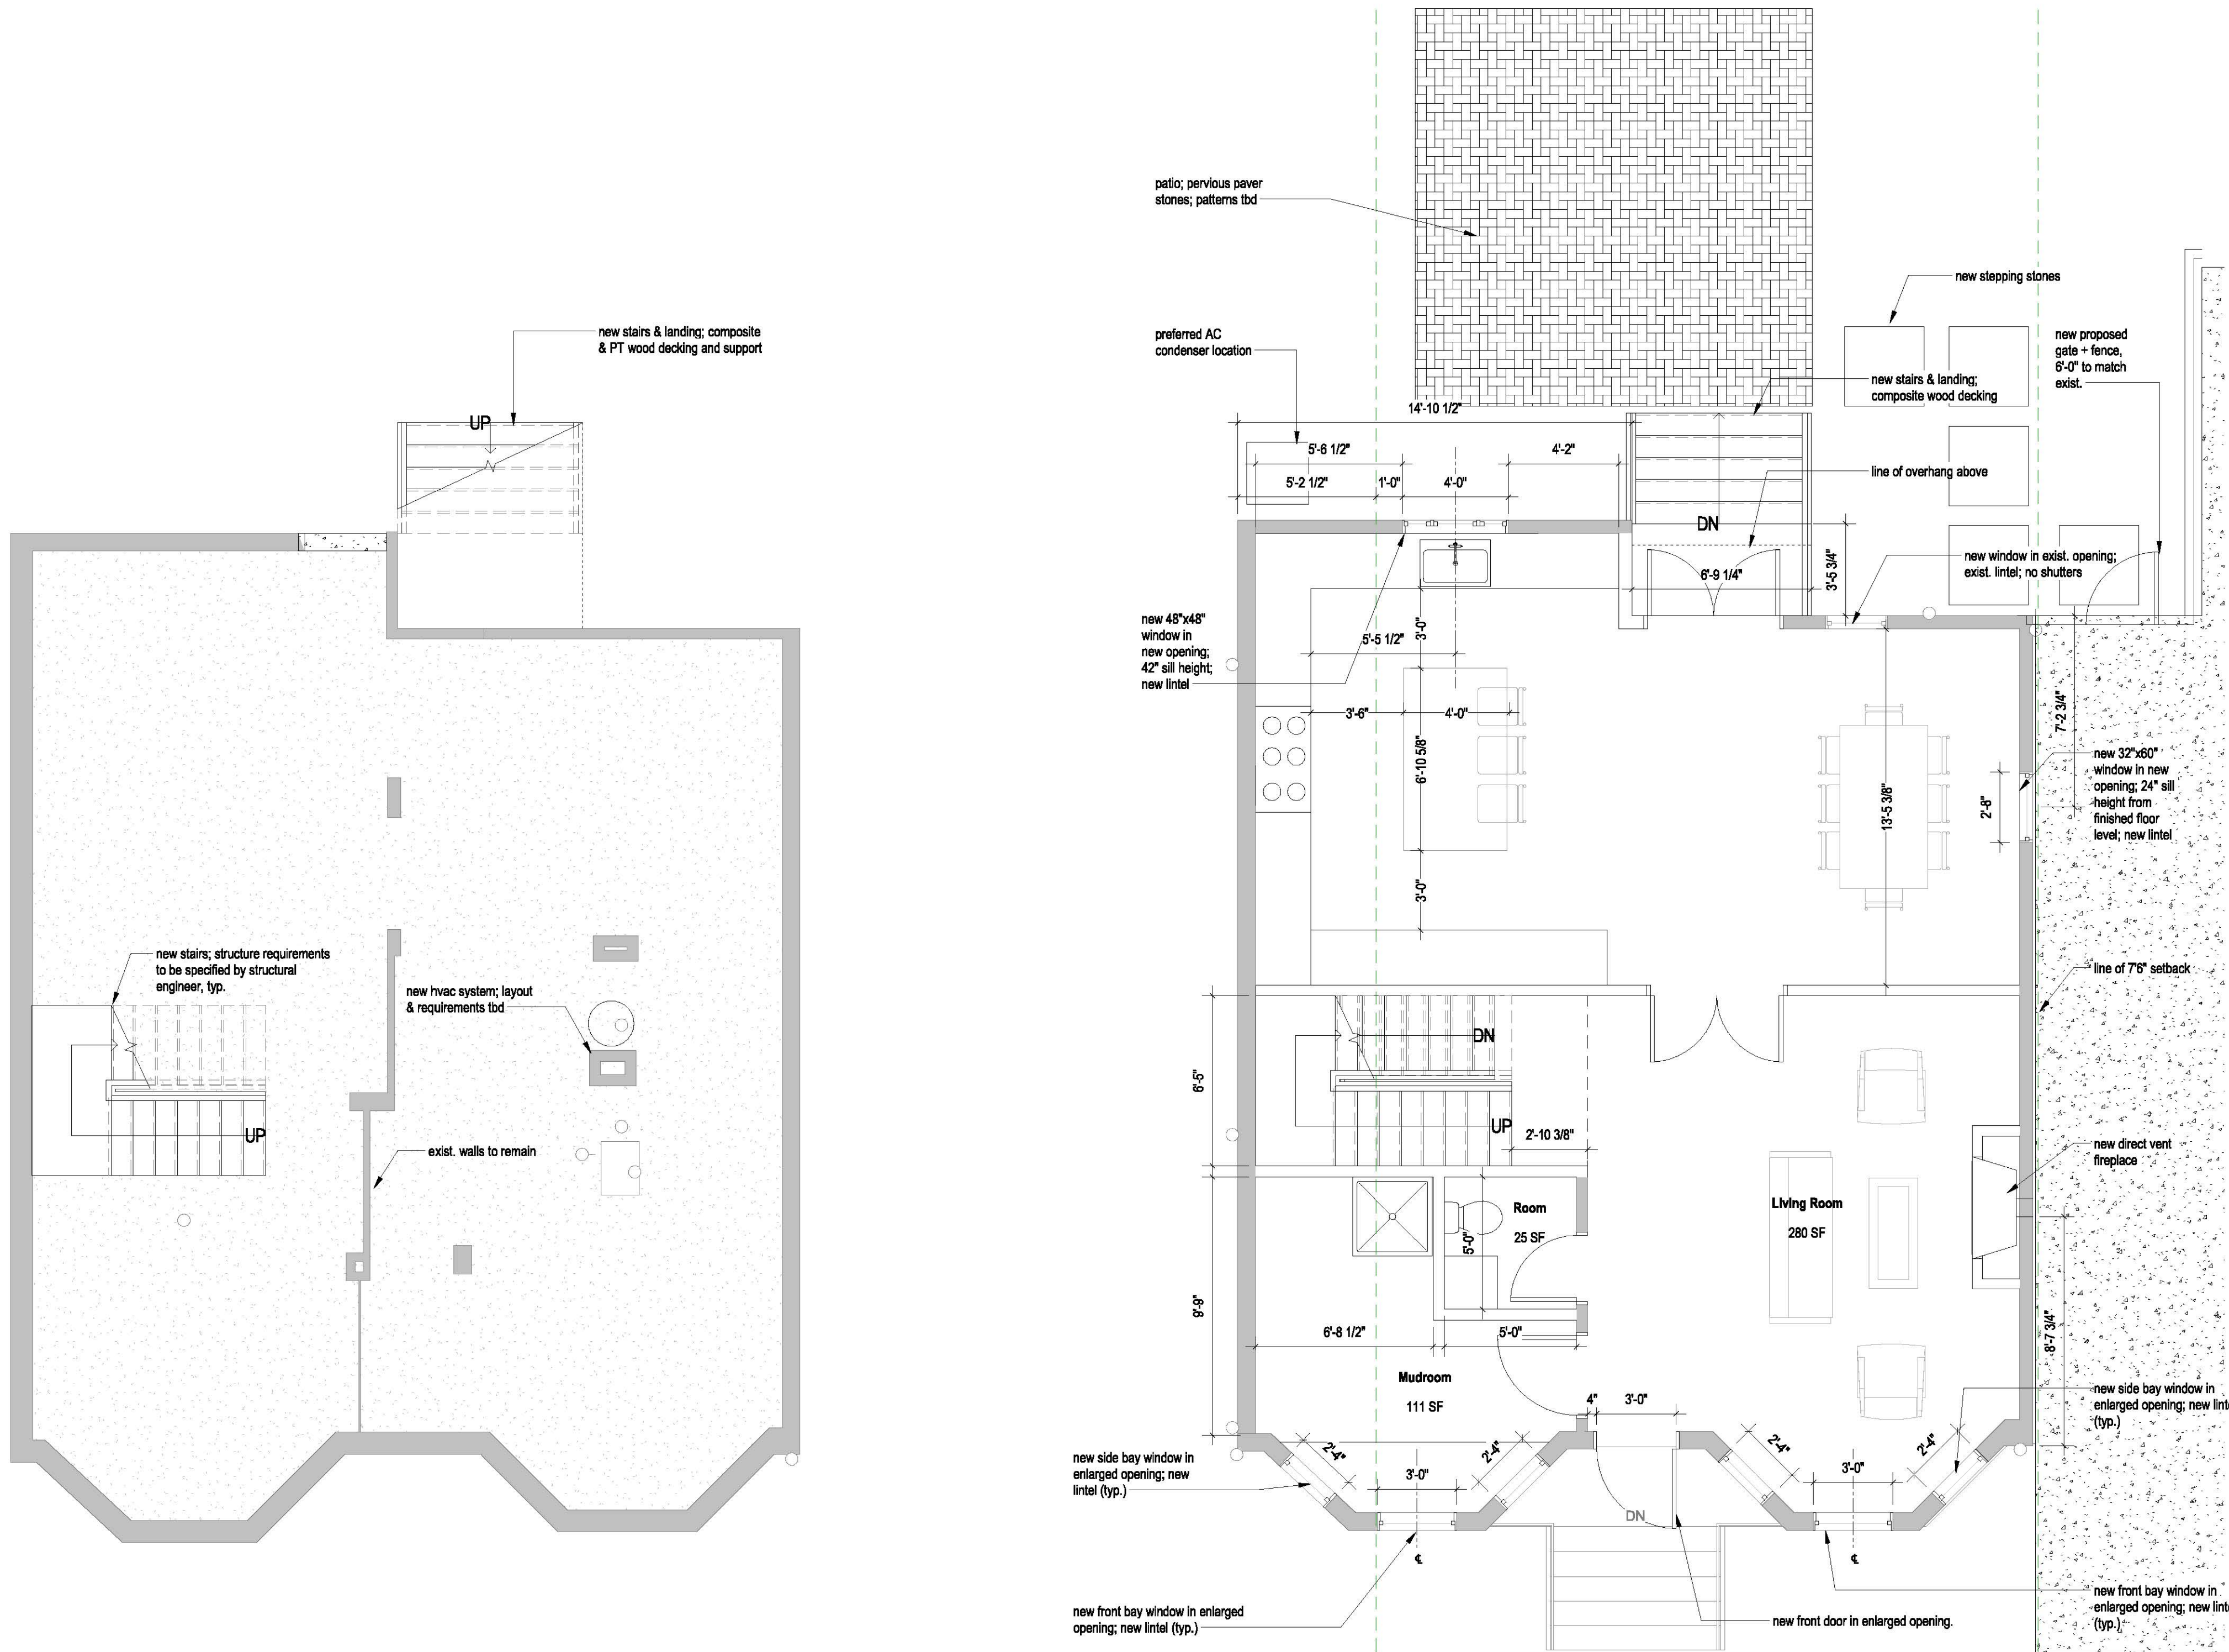 new stairs & landing; composite
& PT wood decking and support
UP
new stairs; structure requirements
to be specified by structural
engineer, typ.
new hvac system; layout
& requirements tbd
UP
exist. walls to remain
patio; pervious paver
stones; patterns tbd
new stepping stones
preferred AC
condenser location
new proposed
gate + fence,
6'-0" to match
exist.
new stairs & landing;
composite wood decking
14'-10 1/2"
5'-6 1/2"
4'-2"
5'-2 1/2"
1'-0"
4'-0"
line of overhang above
DN
6'-9 1/4"
3'-5 3/4"
new window in exist. opening;
exist. lintel; no shutters
new 48"x48"
window in
new opening;
42" sill height;
new lintel
5'-5 1/2"
3'-0"
3'-6"
4'-0"
6'-10 5/8"
3'-0"
13'-5 3/8"
7'-2 3/4"
2'-8"
new 32"x60"
window in new
opening; 24" sill
height from
finished floor
level; new lintel
line of 7'6" setback
DN
6'-5"
UP
2'-10 3/8"
new direct vent
fireplace
Room
25 SF
5'-0"
Living Room
280 SF
9'-9"
6'-8 1/2"
5'-0"
8'-7 3/4"
Mudroom
111 SF
4"
3'-0"
new side bay window in
enlarged opening; new lint
(typ.)
2'-4"
2'-4"
2'-4"
2'-4"
3'-0"
3'-0"
new side bay window in
enlarged opening; new
lintel (typ.)
DN
new front bay window in enlarged
opening; new lintel (typ.)
new front door in enlarged opening.
new front bay window in
enlarged opening; new lint
(typ.)